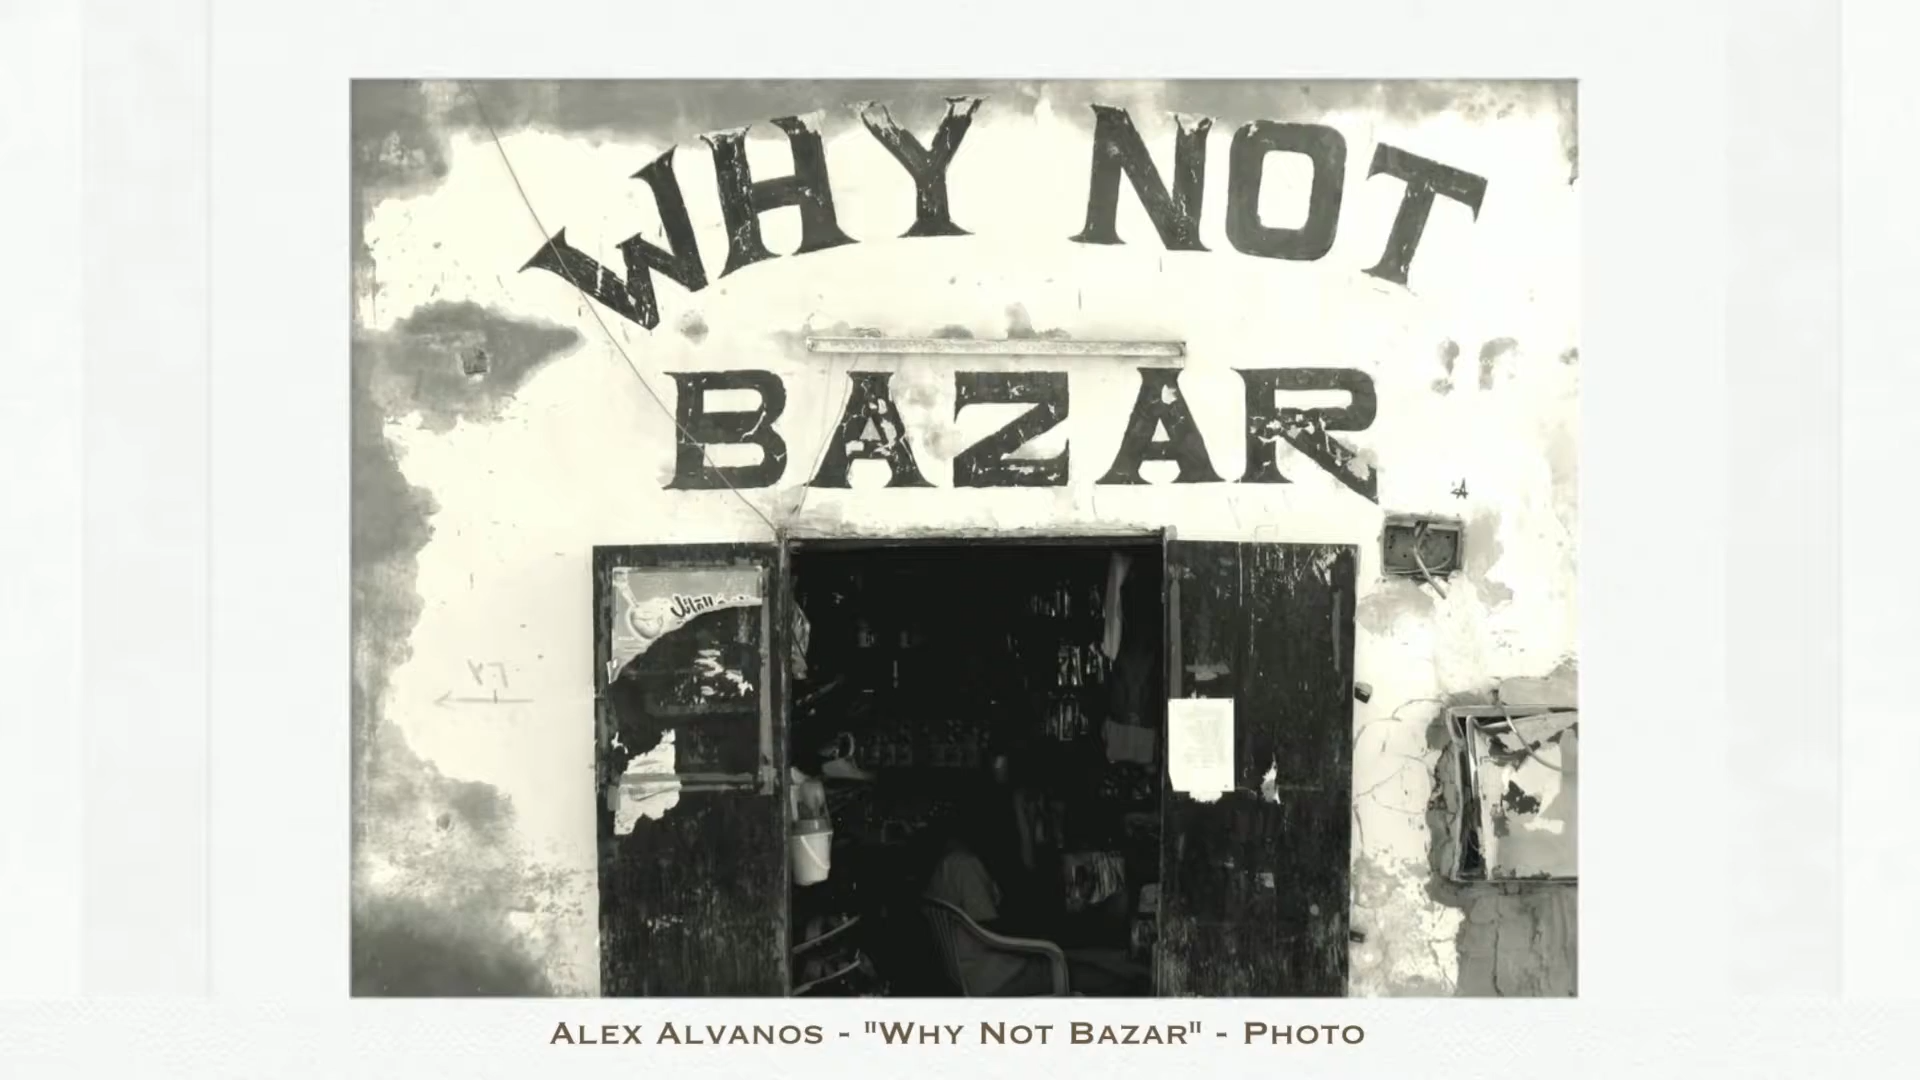 WHY NOT
BAZAR
ALEX ALVANOS - "WHY NOT BAZAR" - PHOTO